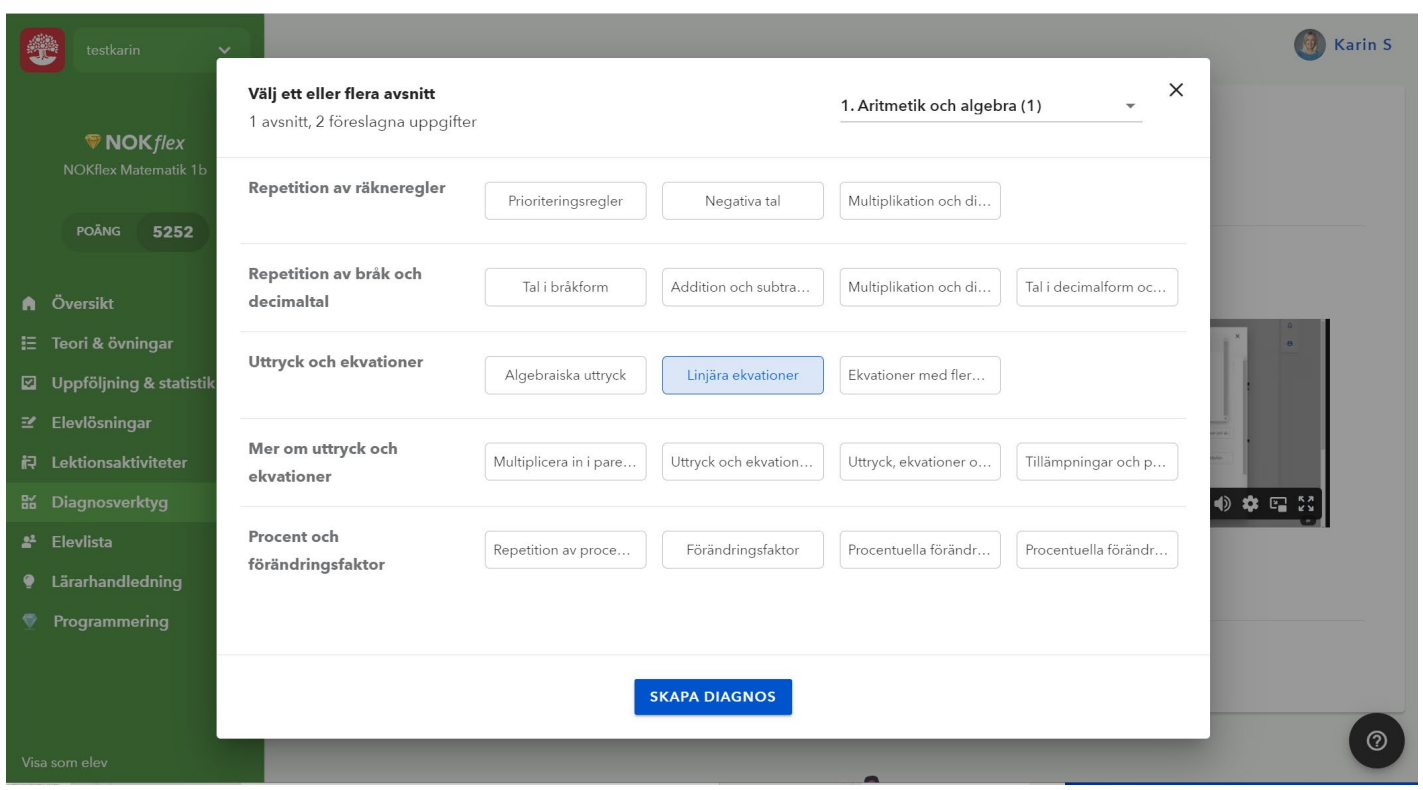 testkarin
Karin S
Välj ett eller flera avsnitt
1 avsnitt, 2 föreslagna uppgifter
1. Aritmetik och algebra (1)
NOKflex
NOKflex Matematik 1b
POÄNG 5252
Översikt
Teori & övningar
Uppföljning & statistik
Elevlösningar
Lektionsaktiviteter
Diagnosverktyg
Elevlista
Lärarhandledning
Programmering
Visa som elev
Repetition av räkneregler
Prioriteringsregler
Negativa tal
Multiplikation och di...
Repetition av bråk och
decimaltal
Tal i bråkform
Addition och subtra...
Multiplikation och di...
Tal i decimalform oc...
Uttryck och ekvationer
Algebraiska uttryck
Linjära ekvationer
Ekvationer med fler...
Mer om uttryck och
ekvationer
Multiplicera in i pare...
Uttryck och ekvation...
Uttryck, ekvationer o...
Tillämpningar och p...
Procent och
förändringsfaktor
Repetition av proce...
Förändringsfaktor
Procentuella förändr...
Procentuella förändr...
SKAPA DIAGNOS